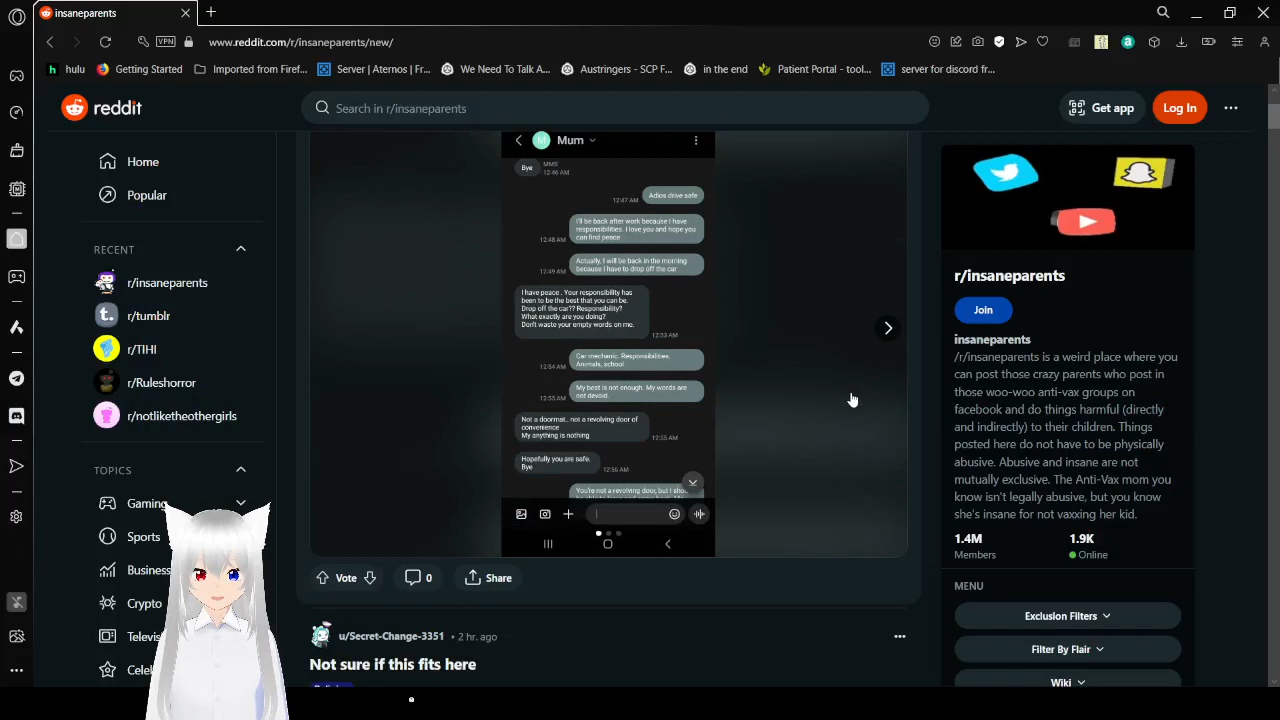 insaneparents
VPN
www.reddit.com/r/insaneparents/new/
hulu
Getting Started
Imported from Firef...
Server | Aternos | Fr...
We Need To Talk A...
Austringers - SCP F...
in the end
Patient Portal - tool...
server for discord fr...
reddit
Search in r/insaneparents
Get app
Log In
Home
Popular
RECENT
r/insaneparents
r/tumblr
r/TIHI
r/Ruleshorror
r/notliketheothergirls
TOPICS
Gaming
Sports
Business
Crypto
Televis
Celeb
M
Mum
Bye
MMS
12:46 AM
Adios drive safe
12:47 AM
I'll be back after work because I have
responsibilities. I love you and hope you
can find peace
12:48 AM
Actually, I will be back in the morning
because I have to drop off the car
12:49 AM
I have peace . Your responsibility has
been to be the best that you can be.
Drop off the car?? Responsibility?
What exactly are you doing?
Don't waste your empty words on me.
12:53 AM
Car mechanic. Responsibilities.
Animals, school
12:54 AM
My best is not enough. My words are
not devoid.
12:55 AM
Not a doormat.. not a revolving door of
convenience
My anything is nothing
12:55 AM
Hopefully you are safe.
Bye
12:56 AM
You're not a revolving door, but I shou
Vote
0
Share
u/Secret-Change-3351 • 2 hr. ago
Not sure if this fits here
r/insaneparents
Join
insaneparents
/r/insaneparents is a weird place where you
can post those crazy parents who post in
those woo-woo anti-vax groups on
facebook and do things harmful (directly
and indirectly) to their children. Things
posted here do not have to be physically
abusive. Abusive and insane are not
mutually exclusive. The Anti-Vax mom you
know isn't legally abusive, but you know
she's insane for not vaxxing her kid.
1.4M
Members
1.9K
Online
MENU
Exclusion Filters
Filter By Flair
Wiki